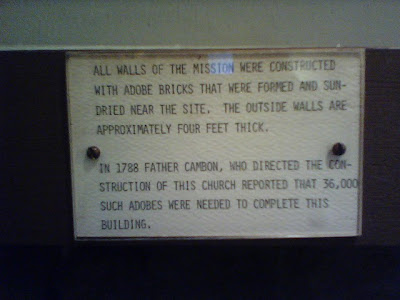 ALL WALLS OF THE MISSION WERE CONSTRUCTED
WITH ADOBE BRICKS THAT WERE FORMED AND SUN-
DRIED NEAR THE SITE. THE OUTSIDE WALLS ARE
APPROXIMATELY FOUR FEET THICK.
IN 1788 FATHER CAMBON, WHO DIRECTED THE CON-
STRUCTION OF THIS CHURCH REPORTED THAT 36,000
SUCH ADOBES WERE NEEDED TO COMPLETE THIS
BUILDING.